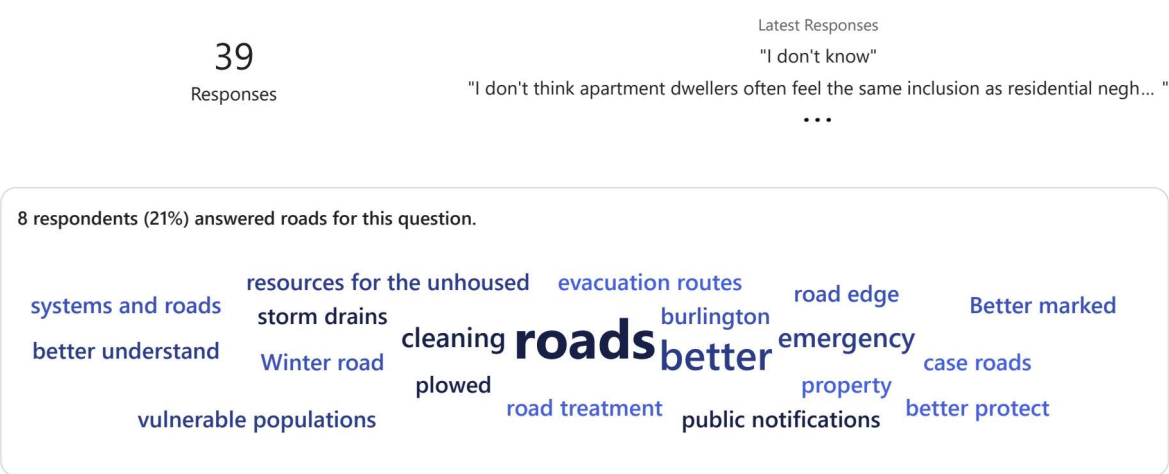 39
Responses
Latest Responses
"I don't know"
"I don't think apartment dwellers often feel the same inclusion as residential negh... "
...
8 respondents (21%) answered roads for this question.
resources for the unhoused
evacuation routes
systems and roads
storm drains
burlington
road edge
Better marked
better understand
Winter road
cleaning
roads
better
emergency
case roads
plowed
property
vulnerable populations
road treatment
public notifications
better protect